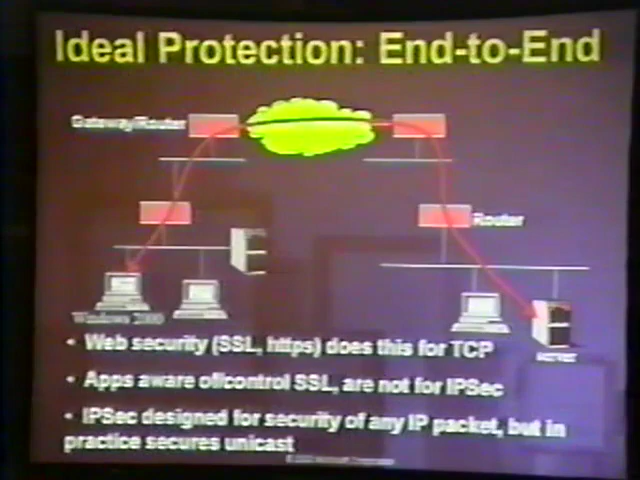 Ideal Protection: End-to-End
Gateway/Router
Router
Windows 2000
server
• Web security (SSL, https) does this for TCP
• Apps aware of/control SSL, are not for IPSec
• IPSec designed for security of any IP packet, but in
practice secures unicast